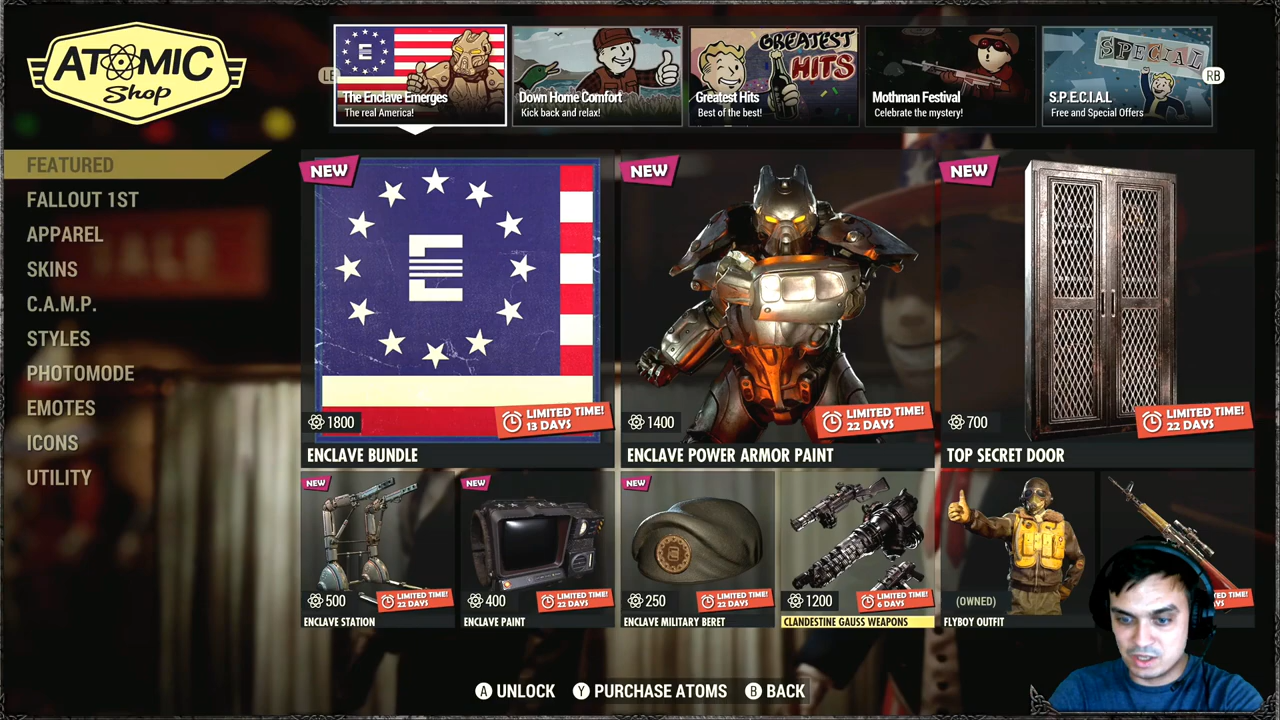 ATOMIC
Shop
LB
The Enclave Emerges
The real America!
Down Home Comfort
Kick back and relax!
GREATEST
HITS
Greatest Hits
Best of the best!
Mothman Festival
Celebrate the mystery!
SPECIAL
S.P.E.C.I.A.L
Free and Special Offers
RB
FEATURED
FALLOUT 1ST
APPAREL
SKINS
C.A.M.P.
STYLES
PHOTOMODE
EMOTES
ICONS
UTILITY
NEW
E
1800
LIMITED TIME!
13 DAYS
ENCLAVE BUNDLE
NEW
1400
LIMITED TIME!
22 DAYS
ENCLAVE POWER ARMOR PAINT
NEW
700
LIMITED TIME!
22 DAYS
TOP SECRET DOOR
NEW
500
LIMITED TIME!
22 DAYS
ENCLAVE STATION
NEW
400
LIMITED TIME!
22 DAYS
ENCLAVE PAINT
NEW
E
250
LIMITED TIME!
22 DAYS
ENCLAVE MILITARY BERET
1200
LIMITED TIME!
6 DAYS
CLANDESTINE GAUSS WEAPONS
(OWNED)
FLYBOY OUTFIT
A UNLOCK
Y PURCHASE ATOMS
B BACK